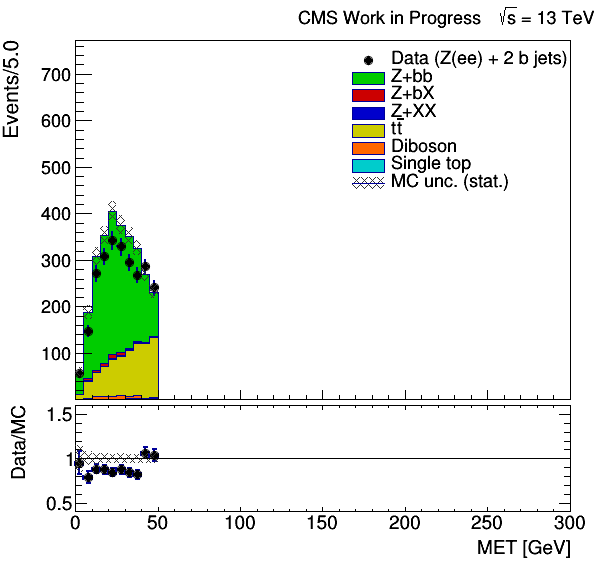 CMS Work in Progress √s = 13 TeV
Events/5.0
700
600
500
400
300
200
100
Data (Z(ee) + 2 b jets)
Z+bb
Z+bX
Z+XX
tt̅
Diboson
Single top
MC unc. (stat.)
Data/MC
1.5
1
0.5
0 50 100 150 200 250 300
MET [GeV]